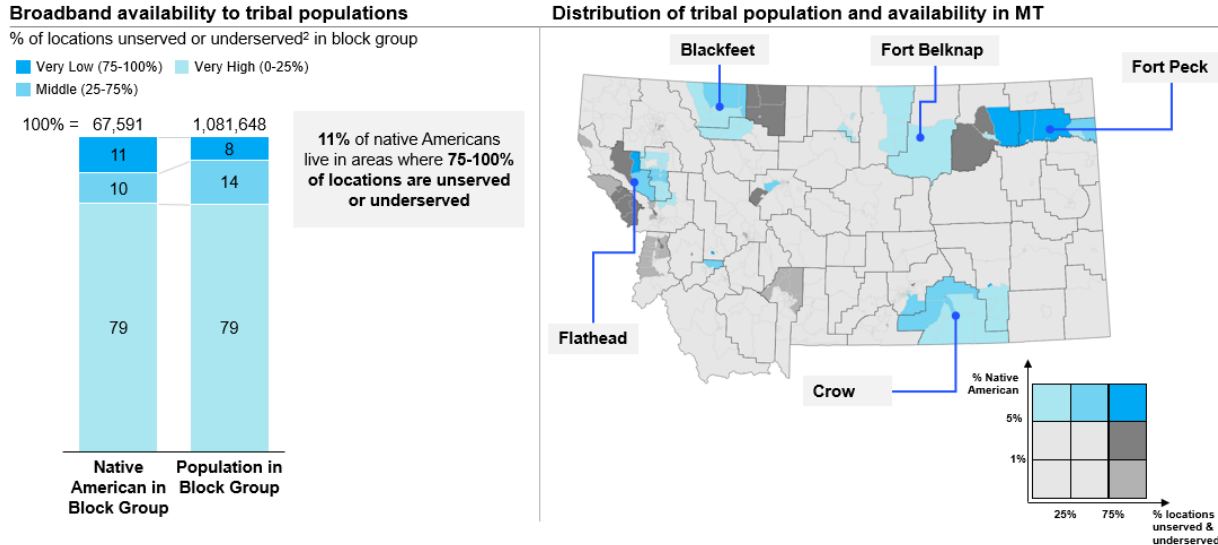 Broadband availability to tribal populations
% of locations unserved or underserved² in block group
Very Low (75-100%)
Very High (0-25%)
Middle (25-75%)
100% =
67,591
1,081,648
11
8
10
14
79
79
Native
American in
Block Group
Population in
Block Group
11% of native Americans
live in areas where 75-100%
of locations are unserved
or underserved
Distribution of tribal population and availability in MT
Blackfeet
Fort Belknap
Fort Peck
Flathead
Crow
% Native
American
5%
1%
25%
75%
% locations
unserved &
underserved